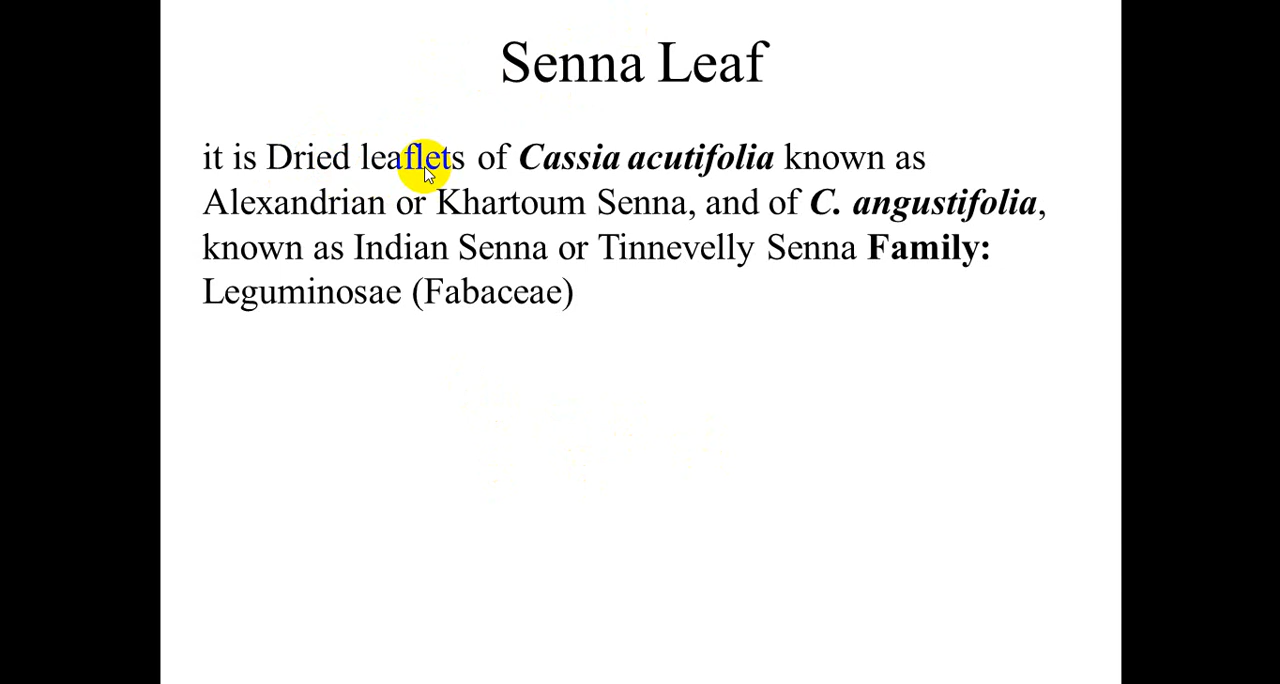 Senna Leaf
it is Dried leaflets of Cassia acutifolia known as
Alexandrian or Khartoum Senna, and of C. angustifolia,
known as Indian Senna or Tinnevelly Senna Family:
Leguminosae (Fabaceae)